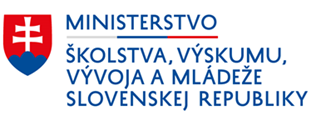 MINISTERSTVO
ŠKOLSTVA, VÝSKUMU,
VÝVOJA A MLÁDEŽE
SLOVENSKEJ REPUBLIKY